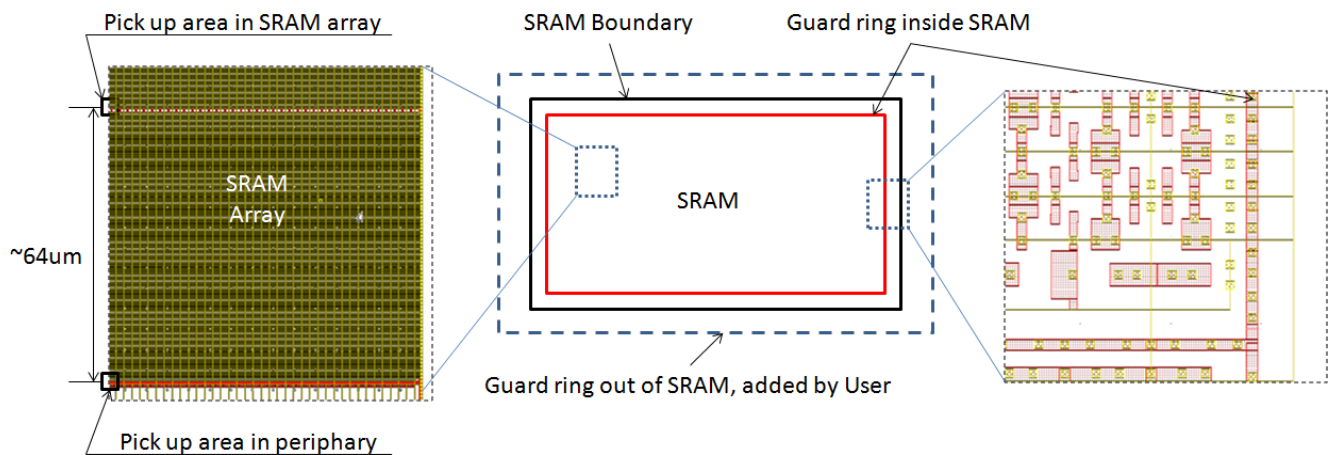 Pick up area in SRAM array
SRAM Boundary
Guard ring inside SRAM
SRAM
Array
SRAM
~64um
Guard ring out of SRAM, added by User
Pick up area in periphary